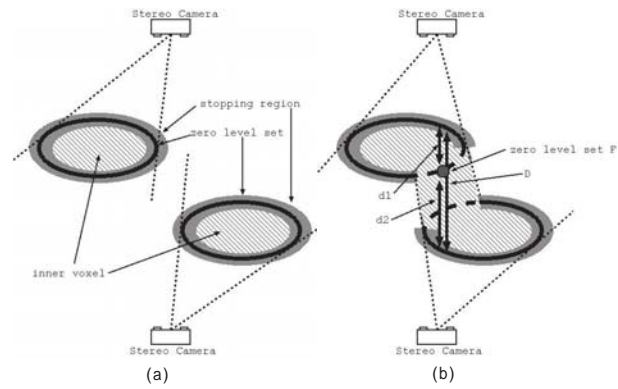 Stereo Camera
stopping region
zero level set
inner voxel
Stereo Camera
(a)
Stereo Camera
zero level set F
D
d1
d2
Stereo Camera
(b)